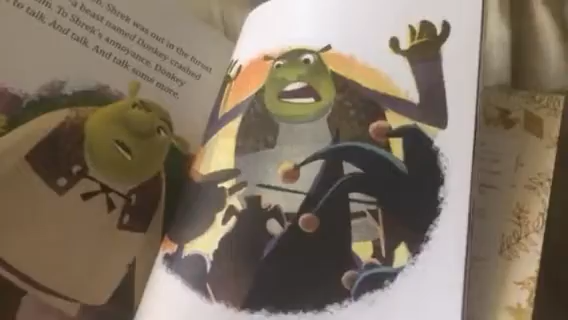 Shrek was out in the forest
a beast named Donkey crashed
him. To Shrek's annoyance, Donkey
to talk. And talk. And talk some more.